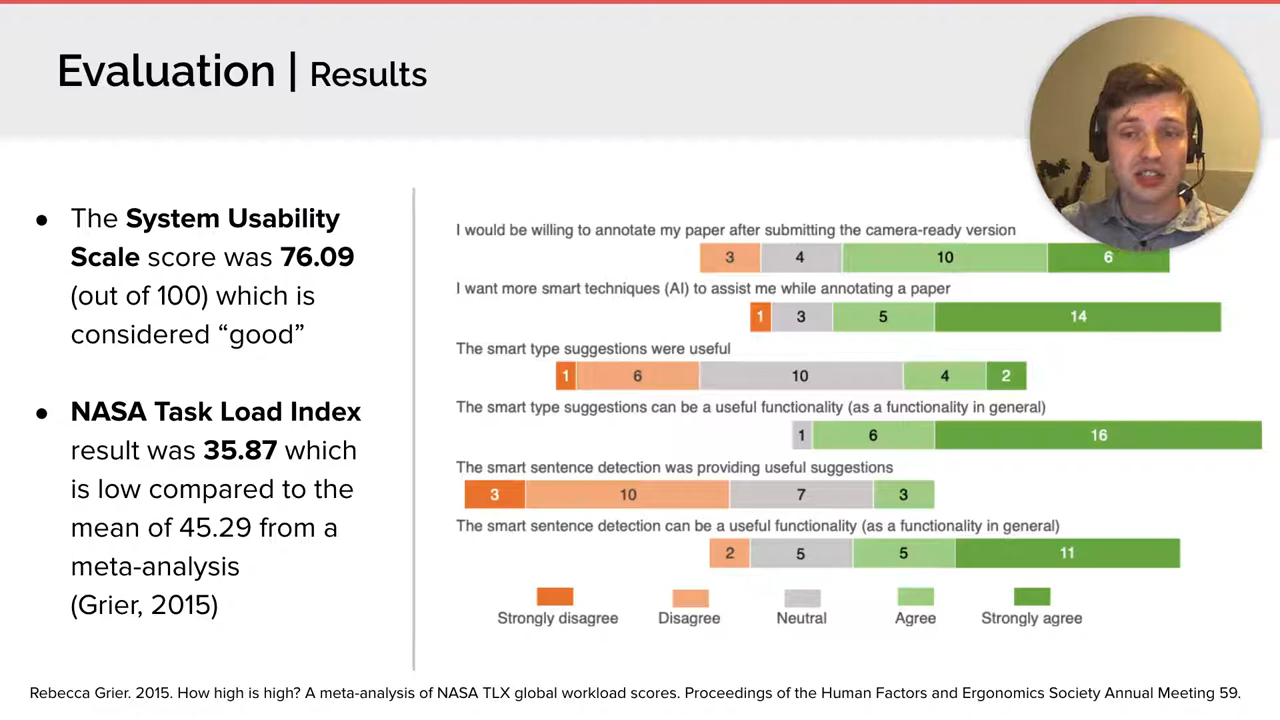 Evaluation | Results
● The System Usability
Scale score was 76.09
(out of 100) which is
considered “good”
● NASA Task Load Index
result was 35.87 which
is low compared to the
mean of 45.29 from a
meta-analysis
(Grier, 2015)
I would be willing to annotate my paper after submitting the camera-ready version
3 4 10 6
I want more smart techniques (AI) to assist me while annotating a paper
1 3 5 14
The smart type suggestions were useful
1 6 10 4 2
The smart type suggestions can be a useful functionality (as a functionality in general)
1 6 16
The smart sentence detection was providing useful suggestions
3 10 7 3
The smart sentence detection can be a useful functionality (as a functionality in general)
2 5 5 11
Strongly disagree Disagree Neutral Agree Strongly agree
Rebecca Grier. 2015. How high is high? A meta-analysis of NASA TLX global workload scores. Proceedings of the Human Factors and Ergonomics Society Annual Meeting 59.